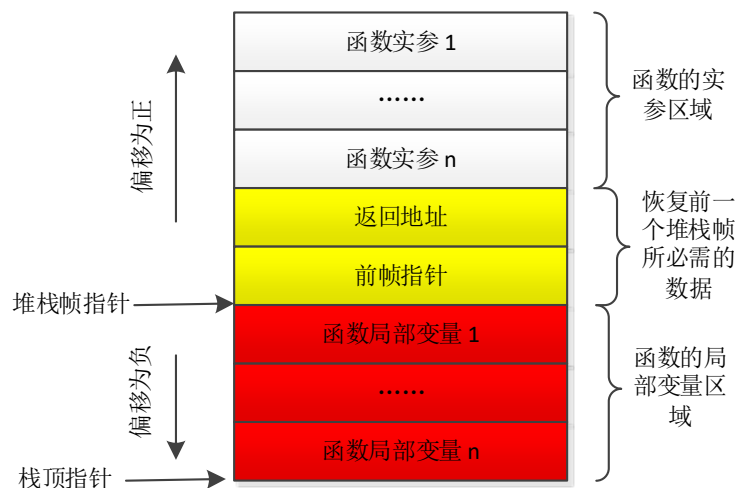 函数实参 1
……
函数实参 n
返回地址
前帧指针
函数局部变量 1
……
函数局部变量 n
偏移为正
堆栈帧指针
偏移为负
栈顶指针
函数的实
参区域
恢复前一
个堆栈帧
所必需的
数据
函数的局
部变量区
域